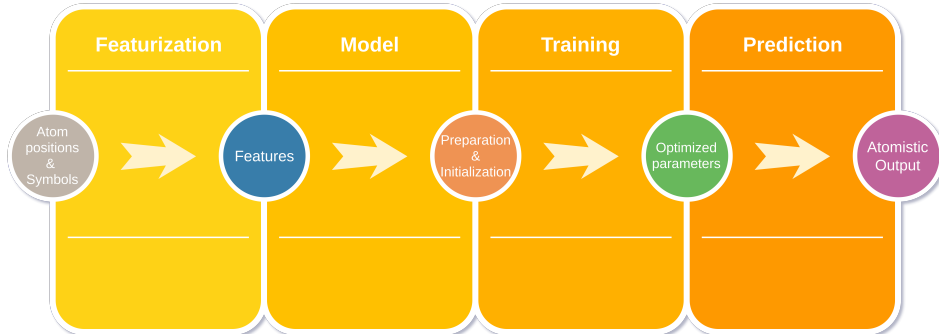 Featurization
Model
Training
Prediction
Atom
positions
&
Symbols
Features
Preparation
&
Initialization
Optimized
parameters
Atomistic
Output